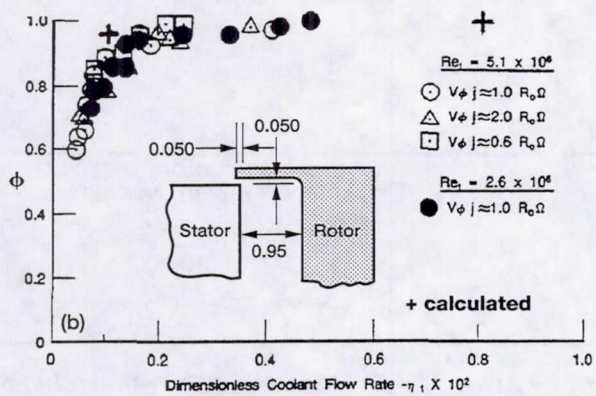 1.0
0.8
0.6
0.4
0.2
0
ϕ
(b)
0.050
0.050
Stator
Rotor
0.95
Re_t = 5.1 x 10⁶
Vϕ j≈1.0 R₀Ω
Vϕ j≈2.0 R₀Ω
Vϕ j≈0.6 R₀Ω
Re_t = 2.6 x 10⁶
Vϕ j≈1.0 R₀Ω
+ calculated
0
0.2
0.4
0.6
0.8
1.0
Dimensionless Coolant Flow Rate -η t X 10²